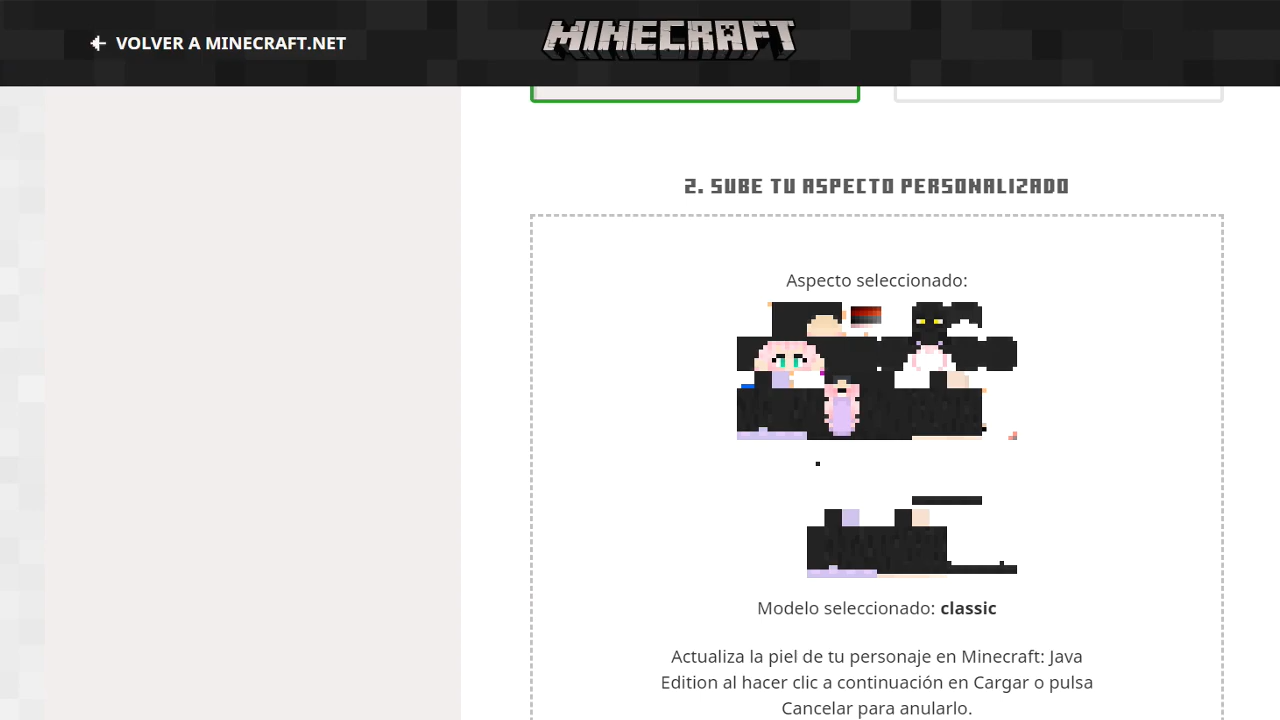 VOLVER A MINECRAFT.NET
MINECRAFT
2. SUBE TU ASPECTO PERSONALIZADO
Aspecto seleccionado:
Modelo seleccionado: classic
Actualiza la piel de tu personaje en Minecraft: Java
Edition al hacer clic a continuación en Cargar o pulsa
Cancelar para anularlo.